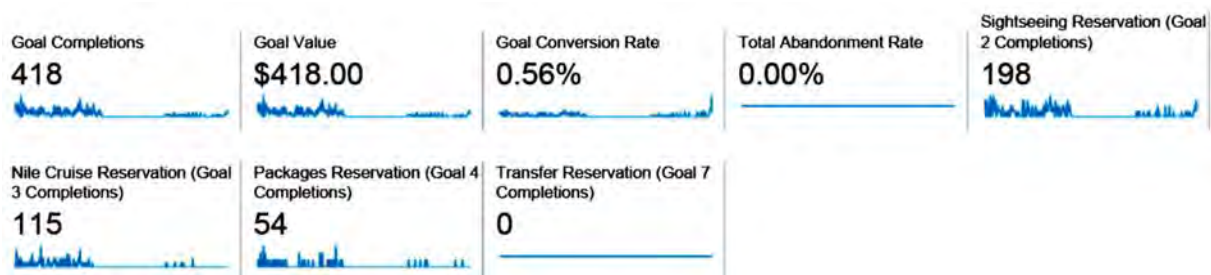 Goal Completions
418
Goal Value
$418.00
Goal Conversion Rate
0.56%
Total Abandonment Rate
0.00%
Sightseeing Reservation (Goal
2 Completions)
198
Nile Cruise Reservation (Goal
3 Completions)
115
Packages Reservation (Goal 4
Completions)
54
Transfer Reservation (Goal 7
Completions)
0